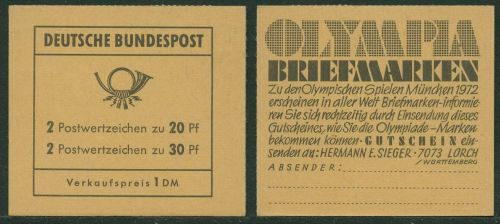 DEUTSCHE BUNDESPOST
2 Postwertzeichen zu 20 Pf
2 Postwertzeichen zu 30 Pf
Verkaufspreis 1 DM
OLYMPIA
BRIEFMARKEN
Zu den Olympischen Spielen München 1972
erscheinen in aller Welt Briefmarken-informie-
ren Sie sich rechtzeitig durch Einsendung dieses
Gutscheines, wie Sie die Olympiade-Marken
bekommen können · GUTSCHEIN ein-
senden an: HERMANN E. SIEGER · 7073 LORCH
/WÜRTTEMBERG
ABSENDER: